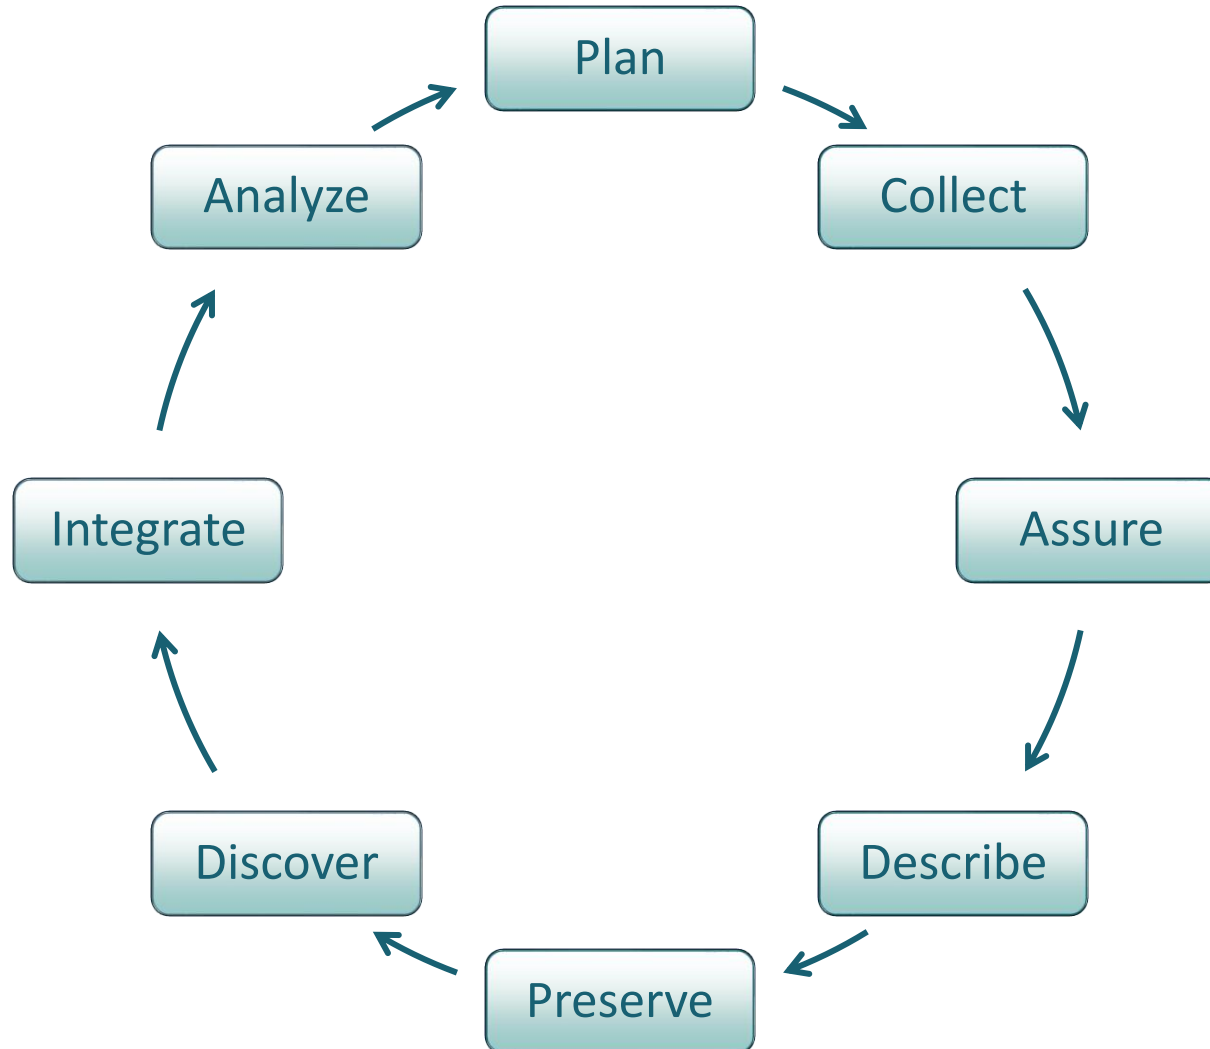 Plan
Collect
Assure
Describe
Preserve
Discover
Integrate
Analyze